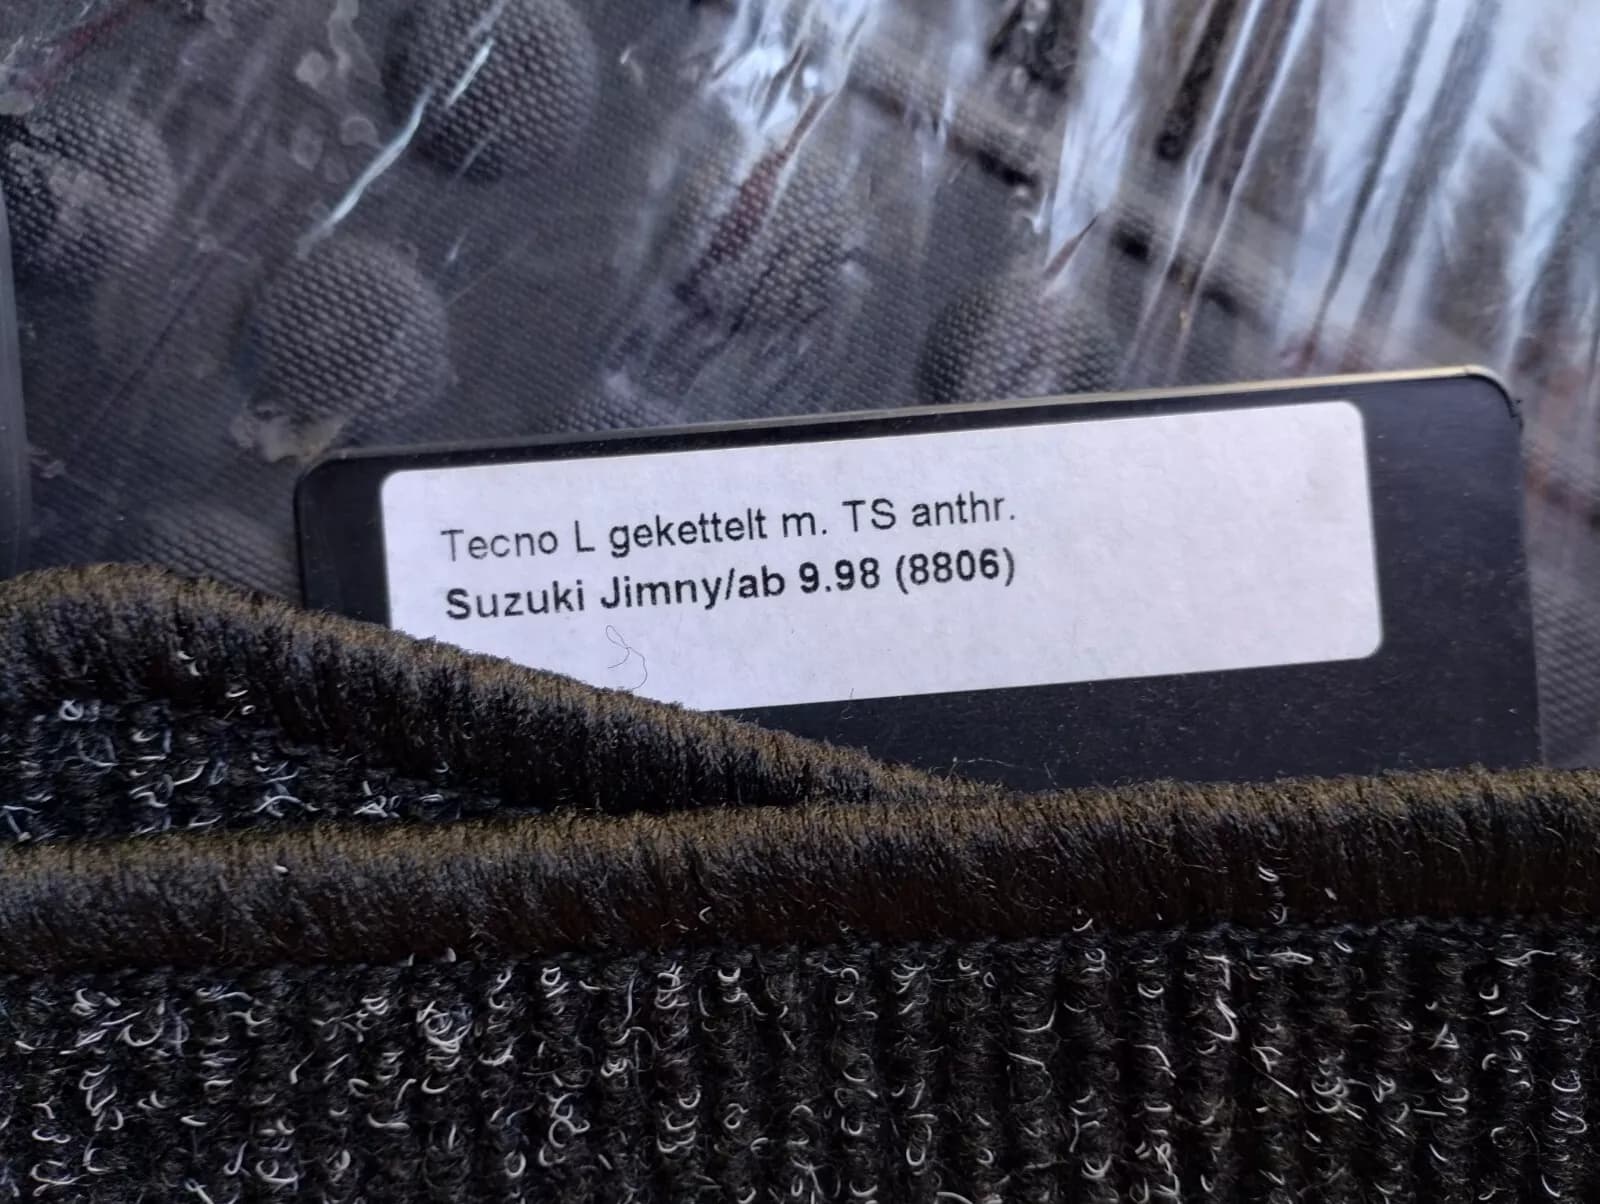 Tecno L gekettelt m. TS anthr.
Suzuki Jimny/ab 9.98 (8806)